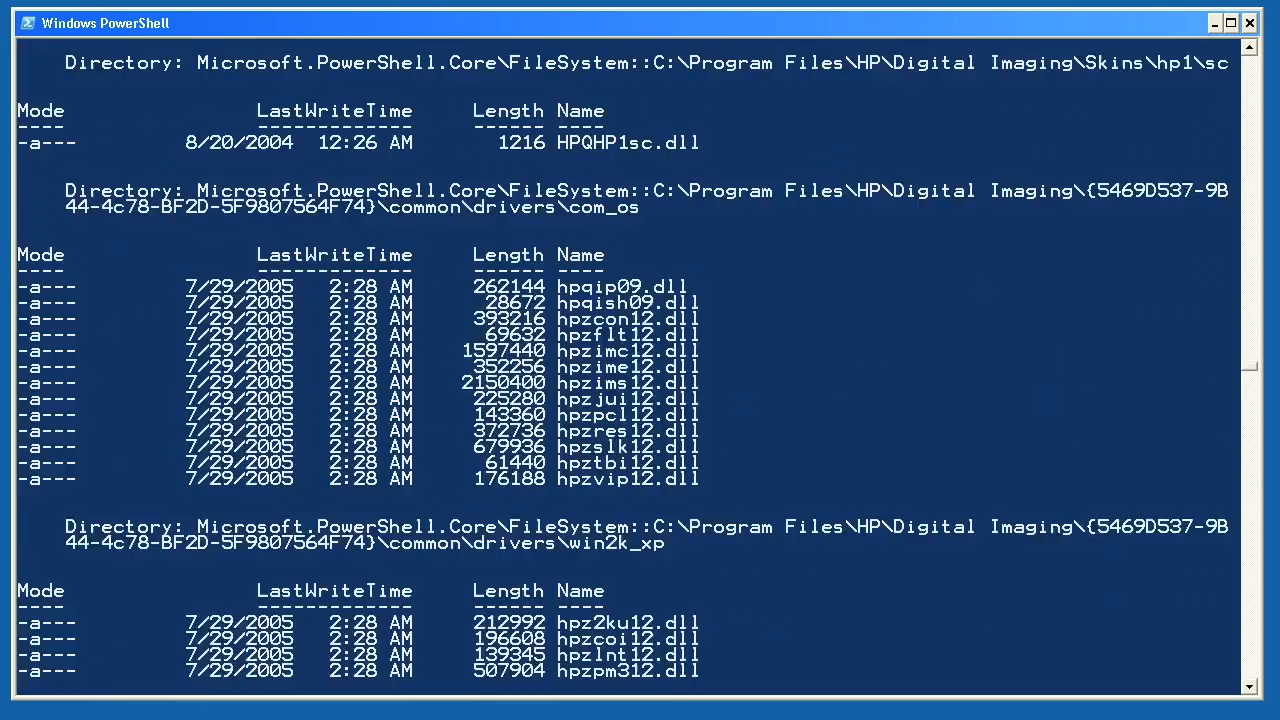 Windows PowerShell
Directory: Microsoft.PowerShell.Core\FileSystem::C:\Program Files\HP\Digital Imaging\Skins\hp1\sc
Mode LastWriteTime Length Name
---- ------------- ------ ----
-a--- 8/20/2004 12:26 AM 1216 HPQHP1sc.dll
Directory: Microsoft.PowerShell.Core\FileSystem::C:\Program Files\HP\Digital Imaging\{5469D537-9B
44-4c78-BF2D-5F9807564F74}\common\drivers\com_os
Mode LastWriteTime Length Name
---- ------------- ------ ----
-a--- 7/29/2005 2:28 AM 262144 hpqip09.dll
-a--- 7/29/2005 2:28 AM 28672 hpqish09.dll
-a--- 7/29/2005 2:28 AM 393216 hpzcon12.dll
-a--- 7/29/2005 2:28 AM 69632 hpzflt12.dll
-a--- 7/29/2005 2:28 AM 1597440 hpzimc12.dll
-a--- 7/29/2005 2:28 AM 352256 hpzime12.dll
-a--- 7/29/2005 2:28 AM 2150400 hpzims12.dll
-a--- 7/29/2005 2:28 AM 225280 hpzjui12.dll
-a--- 7/29/2005 2:28 AM 143360 hpzpcl12.dll
-a--- 7/29/2005 2:28 AM 372736 hpzres12.dll
-a--- 7/29/2005 2:28 AM 679936 hpzslk12.dll
-a--- 7/29/2005 2:28 AM 61440 hpztbi12.dll
-a--- 7/29/2005 2:28 AM 176188 hpzvip12.dll
Directory: Microsoft.PowerShell.Core\FileSystem::C:\Program Files\HP\Digital Imaging\{5469D537-9B
44-4c78-BF2D-5F9807564F74}\common\drivers\win2k_xp
Mode LastWriteTime Length Name
---- ------------- ------ ----
-a--- 7/29/2005 2:28 AM 212992 hpz2ku12.dll
-a--- 7/29/2005 2:28 AM 196608 hpzcoi12.dll
-a--- 7/29/2005 2:28 AM 139345 hpzlnt12.dll
-a--- 7/29/2005 2:28 AM 507904 hpzpm312.dll